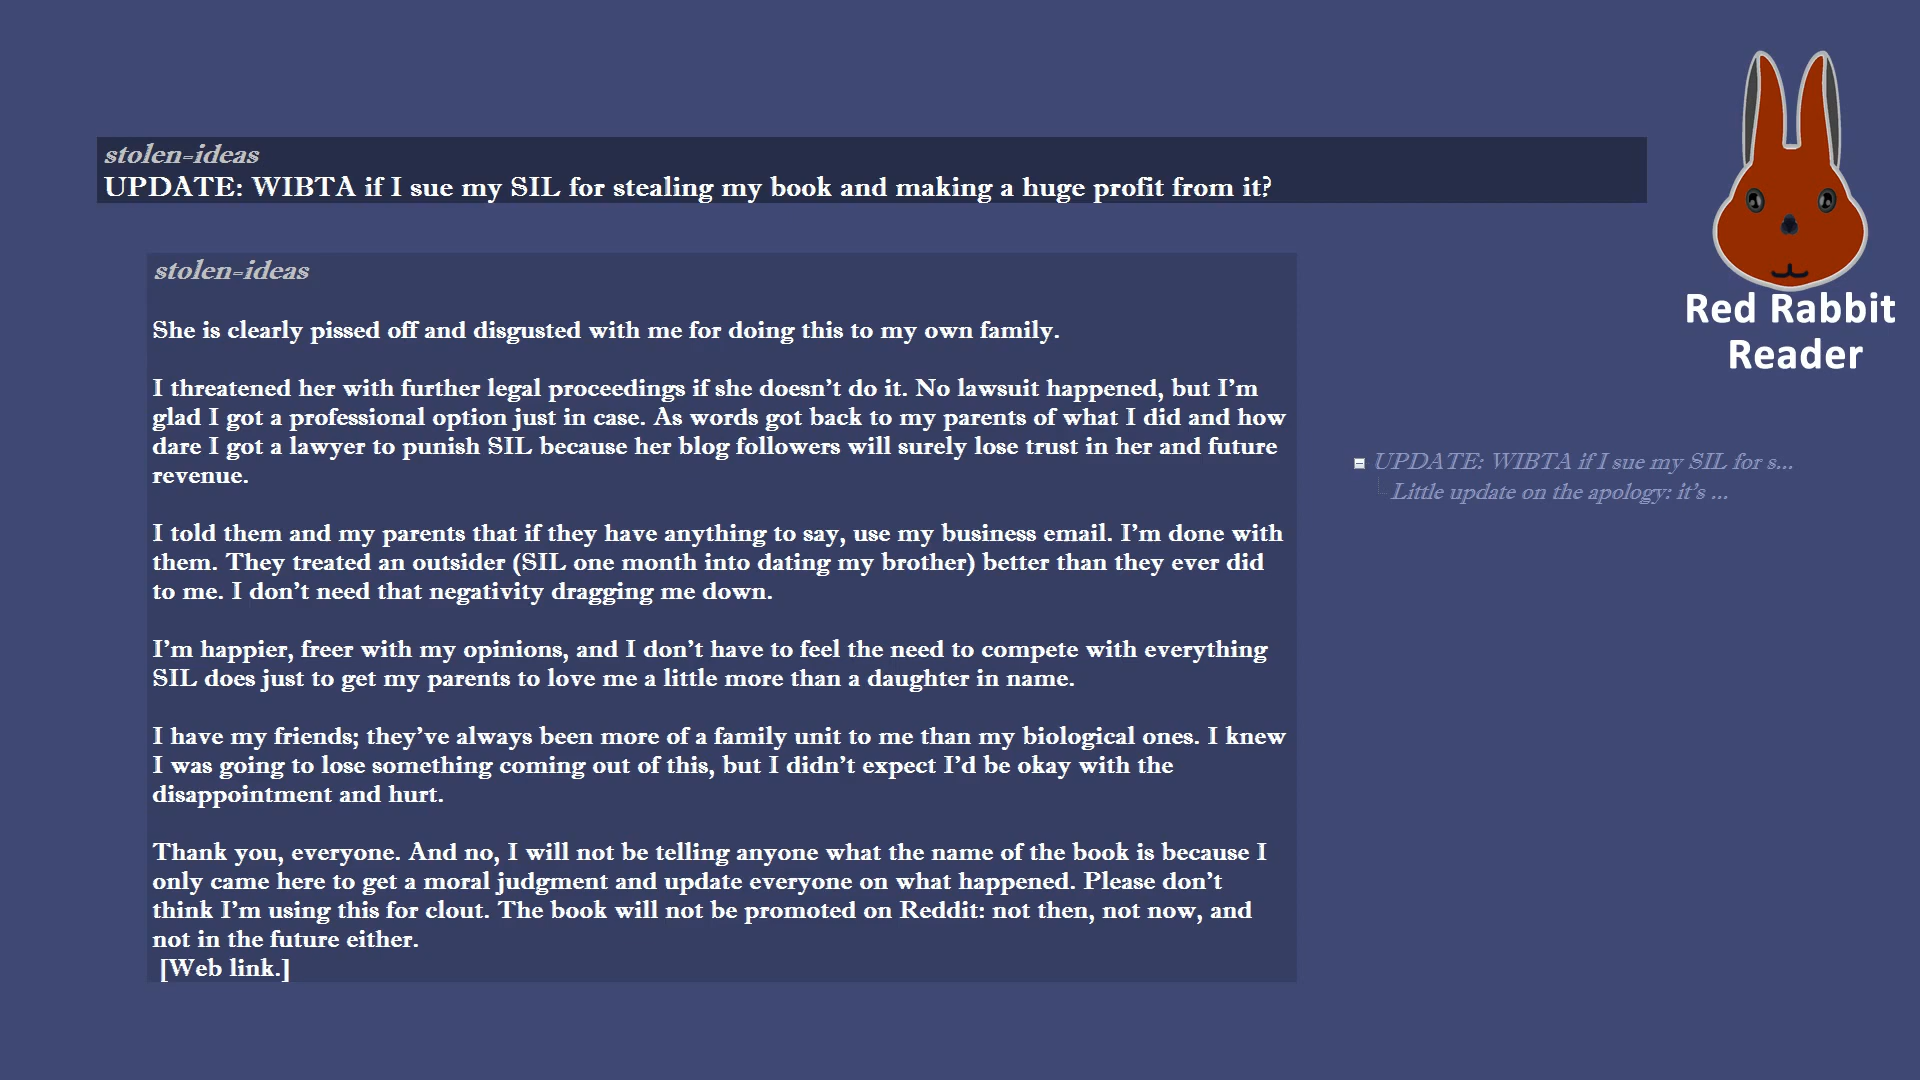 stolen-ideas
UPDATE: WIBTA if I sue my SIL for stealing my book and making a huge profit from it?
stolen-ideas
She is clearly pissed off and disgusted with me for doing this to my own family.
I threatened her with further legal proceedings if she doesn't do it. No lawsuit happened, but I'm
glad I got a professional option just in case. As words got back to my parents of what I did and how
dare I got a lawyer to punish SIL because her blog followers will surely lose trust in her and future
revenue.
I told them and my parents that if they have anything to say, use my business email. I'm done with
them. They treated an outsider (SIL one month into dating my brother) better than they ever did
to me. I don't need that negativity dragging me down.
I'm happier, freer with my opinions, and I don't have to feel the need to compete with everything
SIL does just to get my parents to love me a little more than a daughter in name.
I have my friends; they've always been more of a family unit to me than my biological ones. I knew
I was going to lose something coming out of this, but I didn't expect I'd be okay with the
disappointment and hurt.
Thank you, everyone. And no, I will not be telling anyone what the name of the book is because I
only came here to get a moral judgment and update everyone on what happened. Please don't
think I'm using this for clout. The book will not be promoted on Reddit: not then, not now, and
not in the future either.
[Web link.]
Red Rabbit
Reader
UPDATE: WIBTA if I sue my SIL for s...
Little update on the apology: it's ...